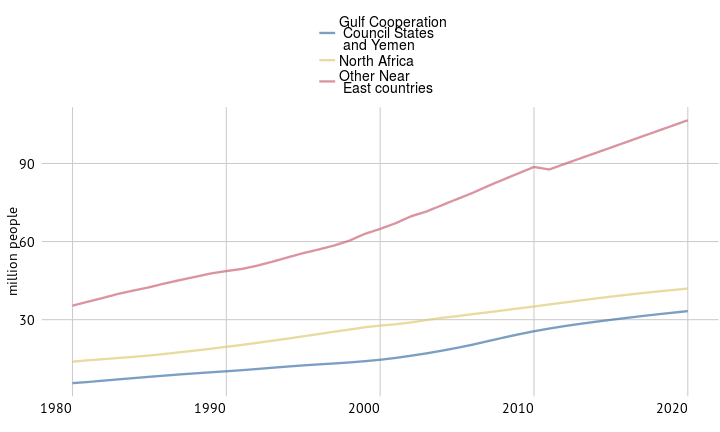 Gulf Cooperation
Council States
and Yemen
North Africa
Other Near
East countries
million people
90
60
30
1980
1990
2000
2010
2020